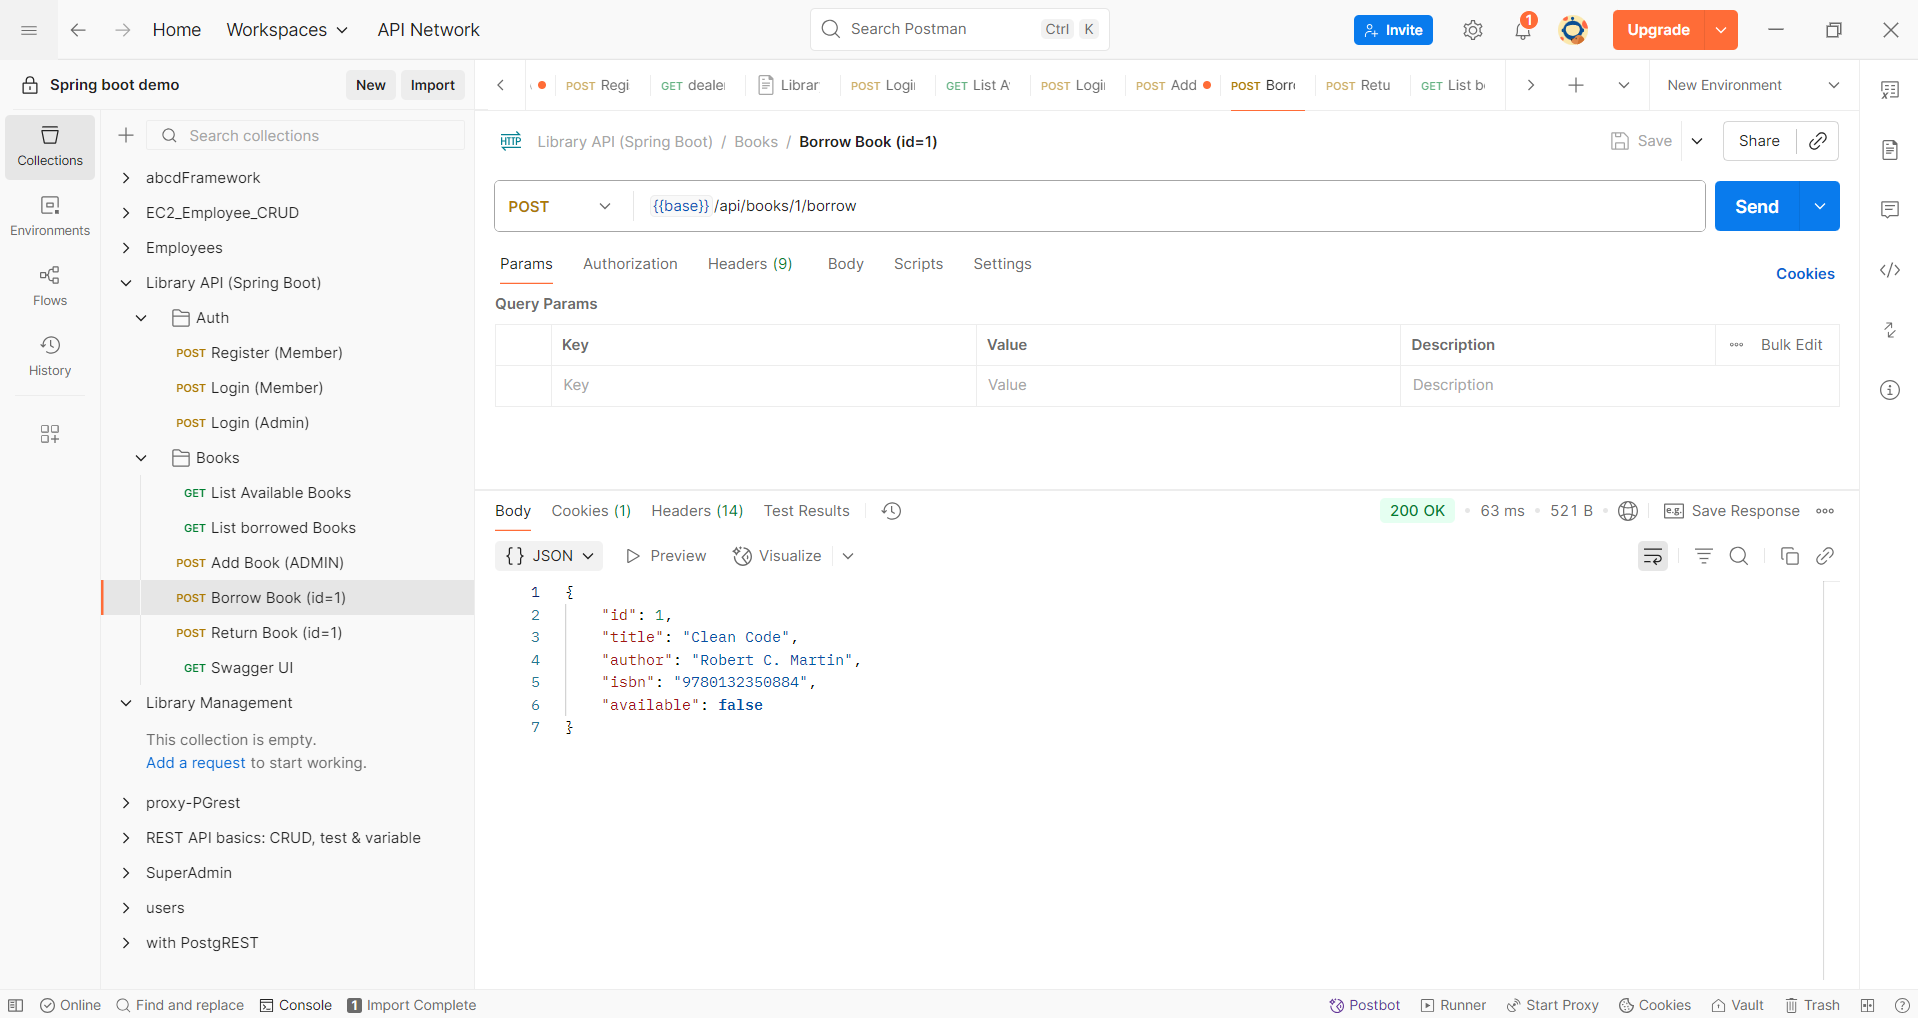 Home
Workspaces
API Network
Search Postman
Ctrl K
Invite
1
Upgrade
Spring boot demo
New
Import
POST Regi
GET deale
Librar
POST Logi
GET List A
POST Logi
POST Add
POST Borr
POST Retu
GET List b
New Environment
Collections
Environments
Flows
History
Search collections
abcdFramework
EC2_Employee_CRUD
Employees
Library API (Spring Boot)
Auth
POST Register (Member)
POST Login (Member)
POST Login (Admin)
Books
GET List Available Books
GET List borrowed Books
POST Add Book (ADMIN)
POST Borrow Book (id=1)
POST Return Book (id=1)
GET Swagger UI
Library Management
This collection is empty.
Add a request to start working.
proxy-PGrest
REST API basics: CRUD, test & variable
SuperAdmin
users
with PostgREST
HTTP
Library API (Spring Boot) / Books / Borrow Book (id=1)
Save
Share
POST
{{base}} /api/books/1/borrow
Send
Params
Authorization
Headers (9)
Body
Scripts
Settings
Cookies
Query Params
Key
Value
Description
Bulk Edit
Key
Value
Description
Body
Cookies (1)
Headers (14)
Test Results
200 OK
63 ms
521 B
e.g.
Save Response
{} JSON
Preview
Visualize
1 {
2 "id": 1,
3 "title": "Clean Code",
4 "author": "Robert C. Martin",
5 "isbn": "9780132350884",
6 "available": false
7 }
Online
Find and replace
Console
1 Import Complete
Postbot
Runner
Start Proxy
Cookies
Vault
Trash